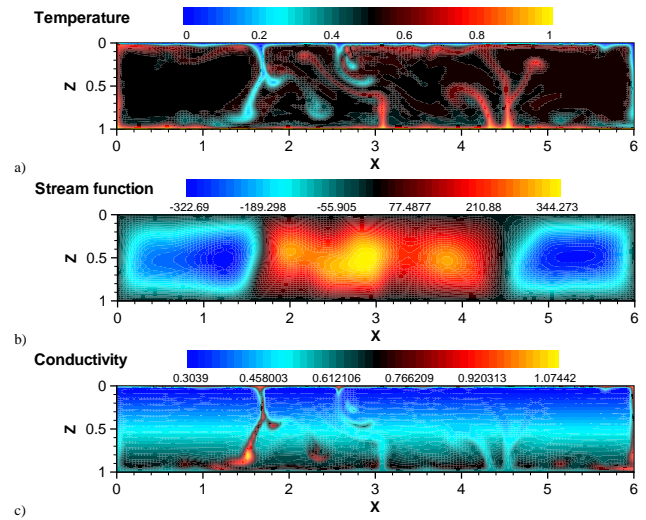 Temperature
0 0.2 0.4 0.6 0.8 1
0
0.5
1
Z
0 1 2 3 4 5 6
X
a)
Stream function
-322.69 -189.298 -55.905 77.4877 210.88 344.273
0
0.5
1
Z
0 1 2 3 4 5 6
X
b)
Conductivity
0.3039 0.458003 0.612106 0.766209 0.920313 1.07442
0
0.5
1
Z
0 1 2 3 4 5 6
X
c)